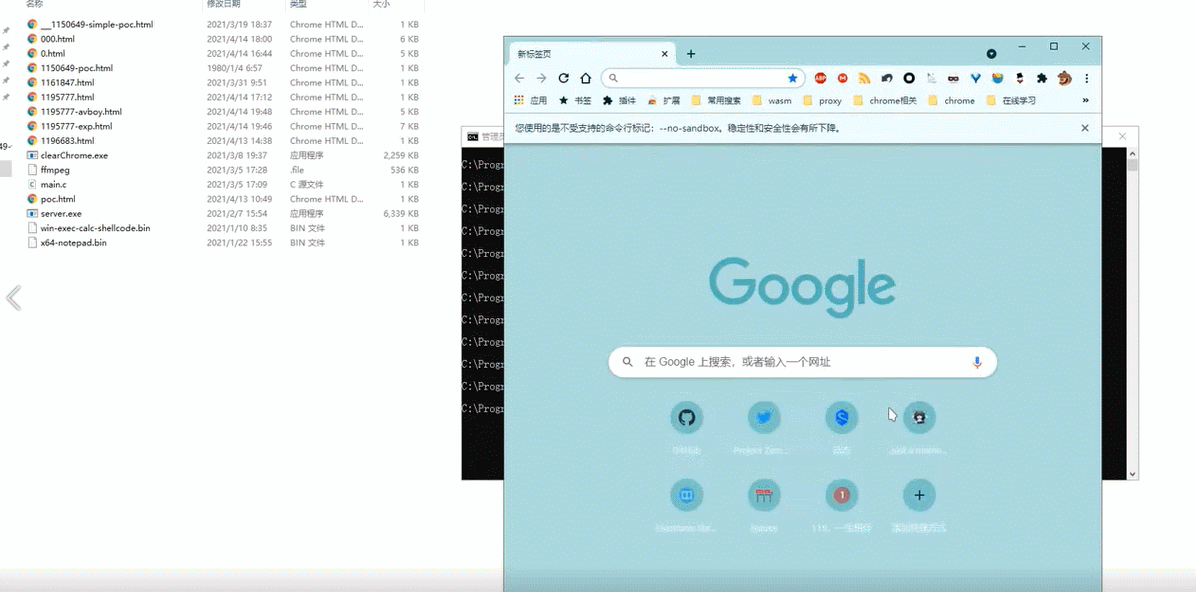 名称 修改日期 类型 大小
__1150649-simple-poc.html 2021/3/19 18:37 Chrome HTML D... 1 KB
000.html 2021/4/14 18:00 Chrome HTML D... 6 KB
0.html 2021/4/14 16:44 Chrome HTML D... 5 KB
1150649-poc.html 1980/1/4 6:57 Chrome HTML D... 1 KB
1161847.html 2021/3/31 9:51 Chrome HTML D... 1 KB
1195777.html 2021/4/14 17:12 Chrome HTML D... 1 KB
1195777-avboy.html 2021/4/14 19:48 Chrome HTML D... 5 KB
1195777-exp.html 2021/4/14 19:46 Chrome HTML D... 7 KB
1196683.html 2021/4/13 14:38 Chrome HTML D... 1 KB
clearChrome.exe 2021/3/8 19:37 应用程序 2,259 KB
ffmpeg 2021/3/5 17:28 .file 536 KB
main.c 2021/3/5 17:09 C 源文件 1 KB
poc.html 2021/4/13 10:49 Chrome HTML D... 1 KB
server.exe 2021/2/7 15:54 应用程序 6,339 KB
win-exec-calc-shellcode.bin 2021/1/10 8:35 BIN 文件 1 KB
x64-notepad.bin 2021/1/22 15:55 BIN 文件 1 KB
49-
管理员
C:\Progr
C:\Progr
C:\Progr
C:\Progr
C:\Progr
C:\Progr
C:\Progr
C:\Progr
C:\Progr
C:\Progr
C:\Progr
C:\Progr
新标签页
ABP M
应用 书签 插件 扩展 常用搜索 wasm proxy chrome相关 chrome 在线学习 »
您使用的是不受支持的命令行标记：--no-sandbox。稳定性和安全性会有所下降。
Google
在 Google 上搜索，或者输入一个网址
GitHub Project Zero... Just a mome...
1